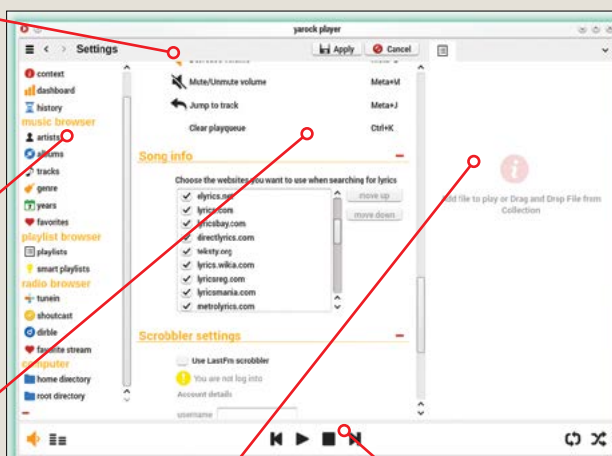 yarock player
Settings
Apply
Cancel
context
dashboard
history
music browser
artists
albums
tracks
genre
years
favorites
playlist browser
playlists
smart playlists
radio browser
tunein
shoutcast
dirble
favorite stream
computer
home directory
root directory
Mute/Unmute volume Meta+M
Jump to track Meta+J
Clear playqueue Ctrl+K
Song info
Choose the websites you want to use when searching for lyrics
elyrics.net
lyrics.com
lyricsbay.com
directlyrics.com
teksty.org
lyrics.wikia.com
lyricsreg.com
lyricsmania.com
metrolyrics.com
move up
move down
Scrobbler settings
Use LastFm scrobbler
You are not log into
Account details
username
Add file to play or Drag and Drop File from
Collection